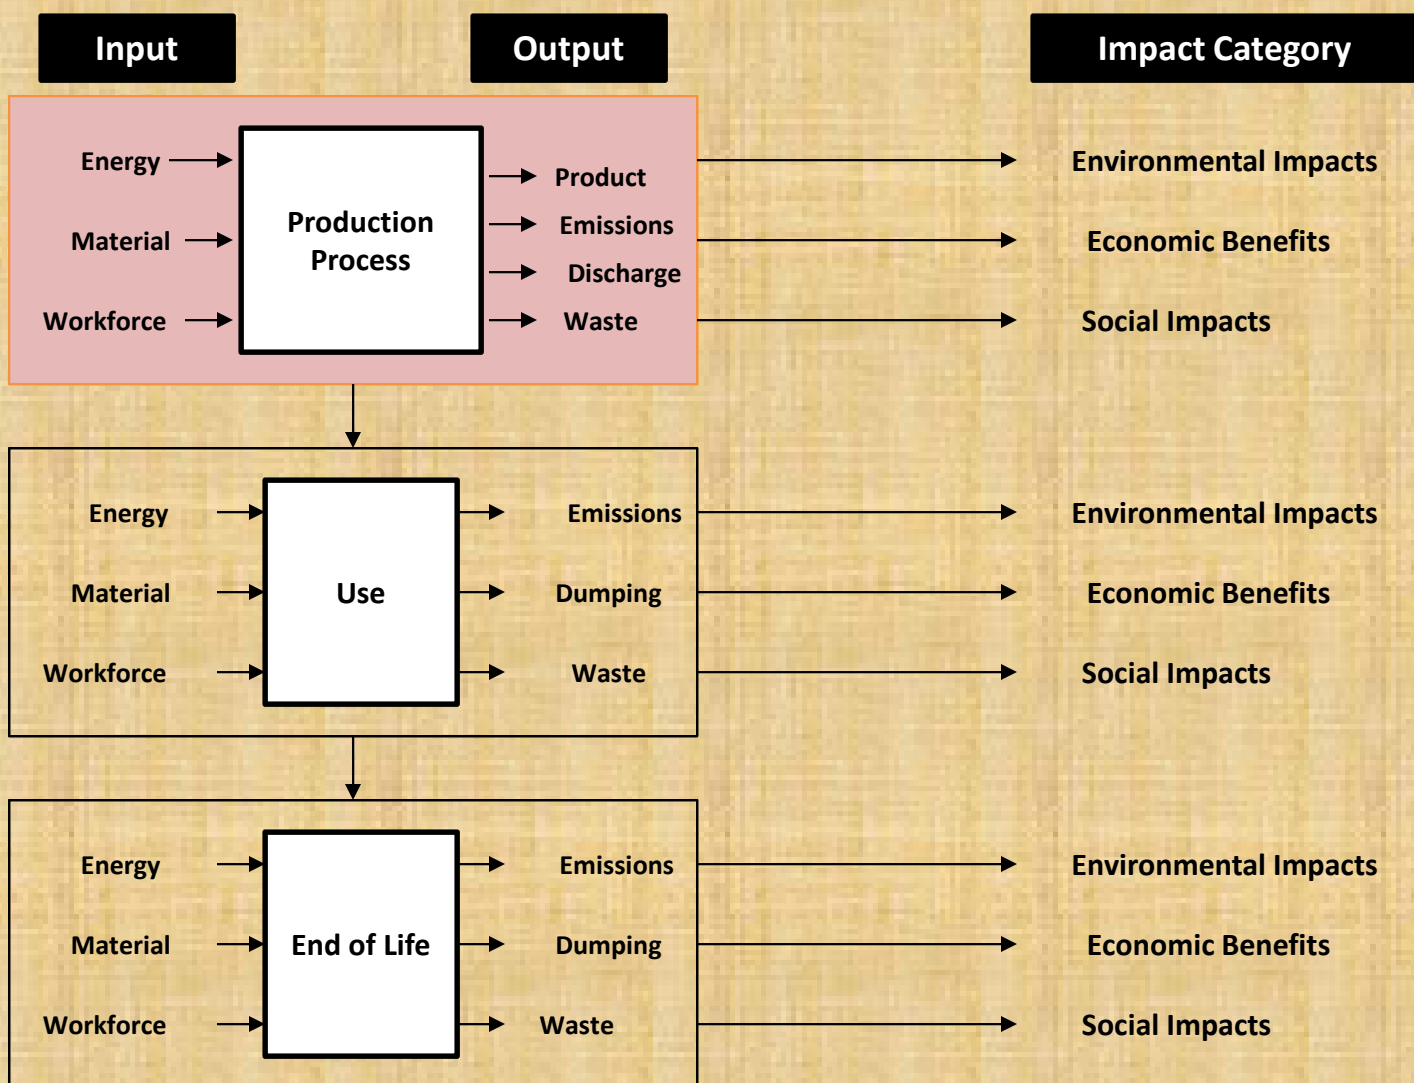 Input
Output
Impact Category
Energy
Material
Workforce
Production
Process
Product
Emissions
Discharge
Waste
Environmental Impacts
Economic Benefits
Social Impacts
Energy
Material
Workforce
Use
Emissions
Dumping
Waste
Environmental Impacts
Economic Benefits
Social Impacts
Energy
Material
Workforce
End of Life
Emissions
Dumping
Waste
Environmental Impacts
Economic Benefits
Social Impacts